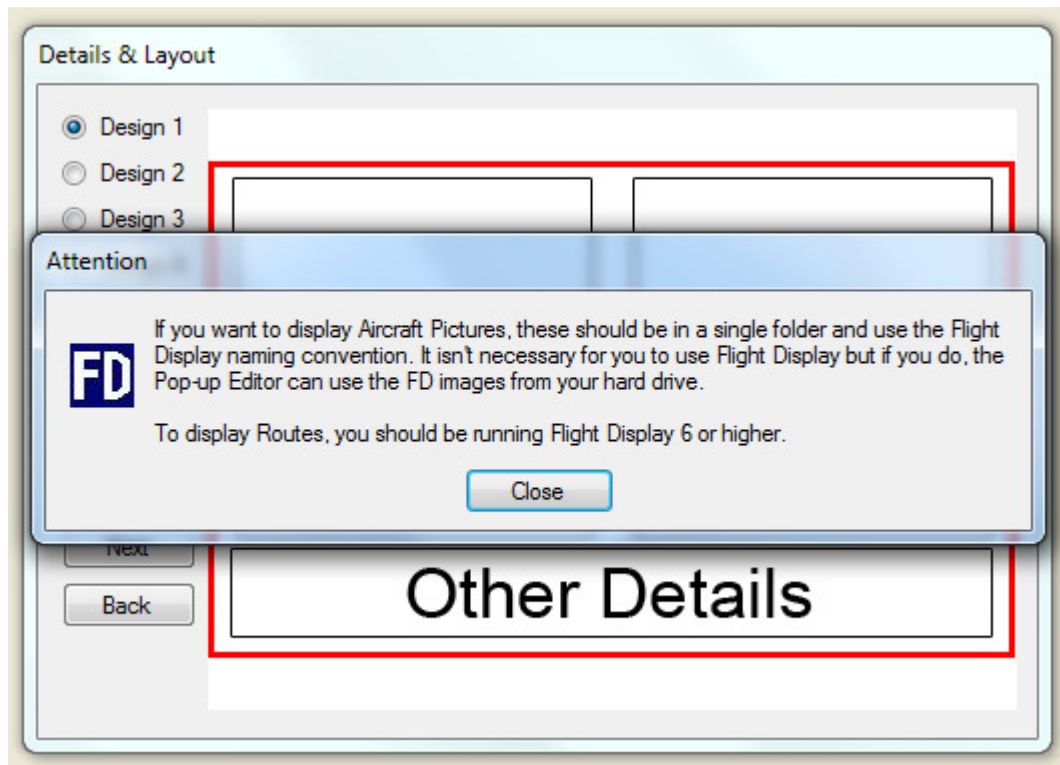 Details & Layout
Design 1
Design 2
Design 3
Attention
FD
If you want to display Aircraft Pictures, these should be in a single folder and use the Flight
Display naming convention. It isn't necessary for you to use Flight Display but if you do, the
Pop-up Editor can use the FD images from your hard drive.
To display Routes, you should be running Flight Display 6 or higher.
Close
Next
Back
Other Details